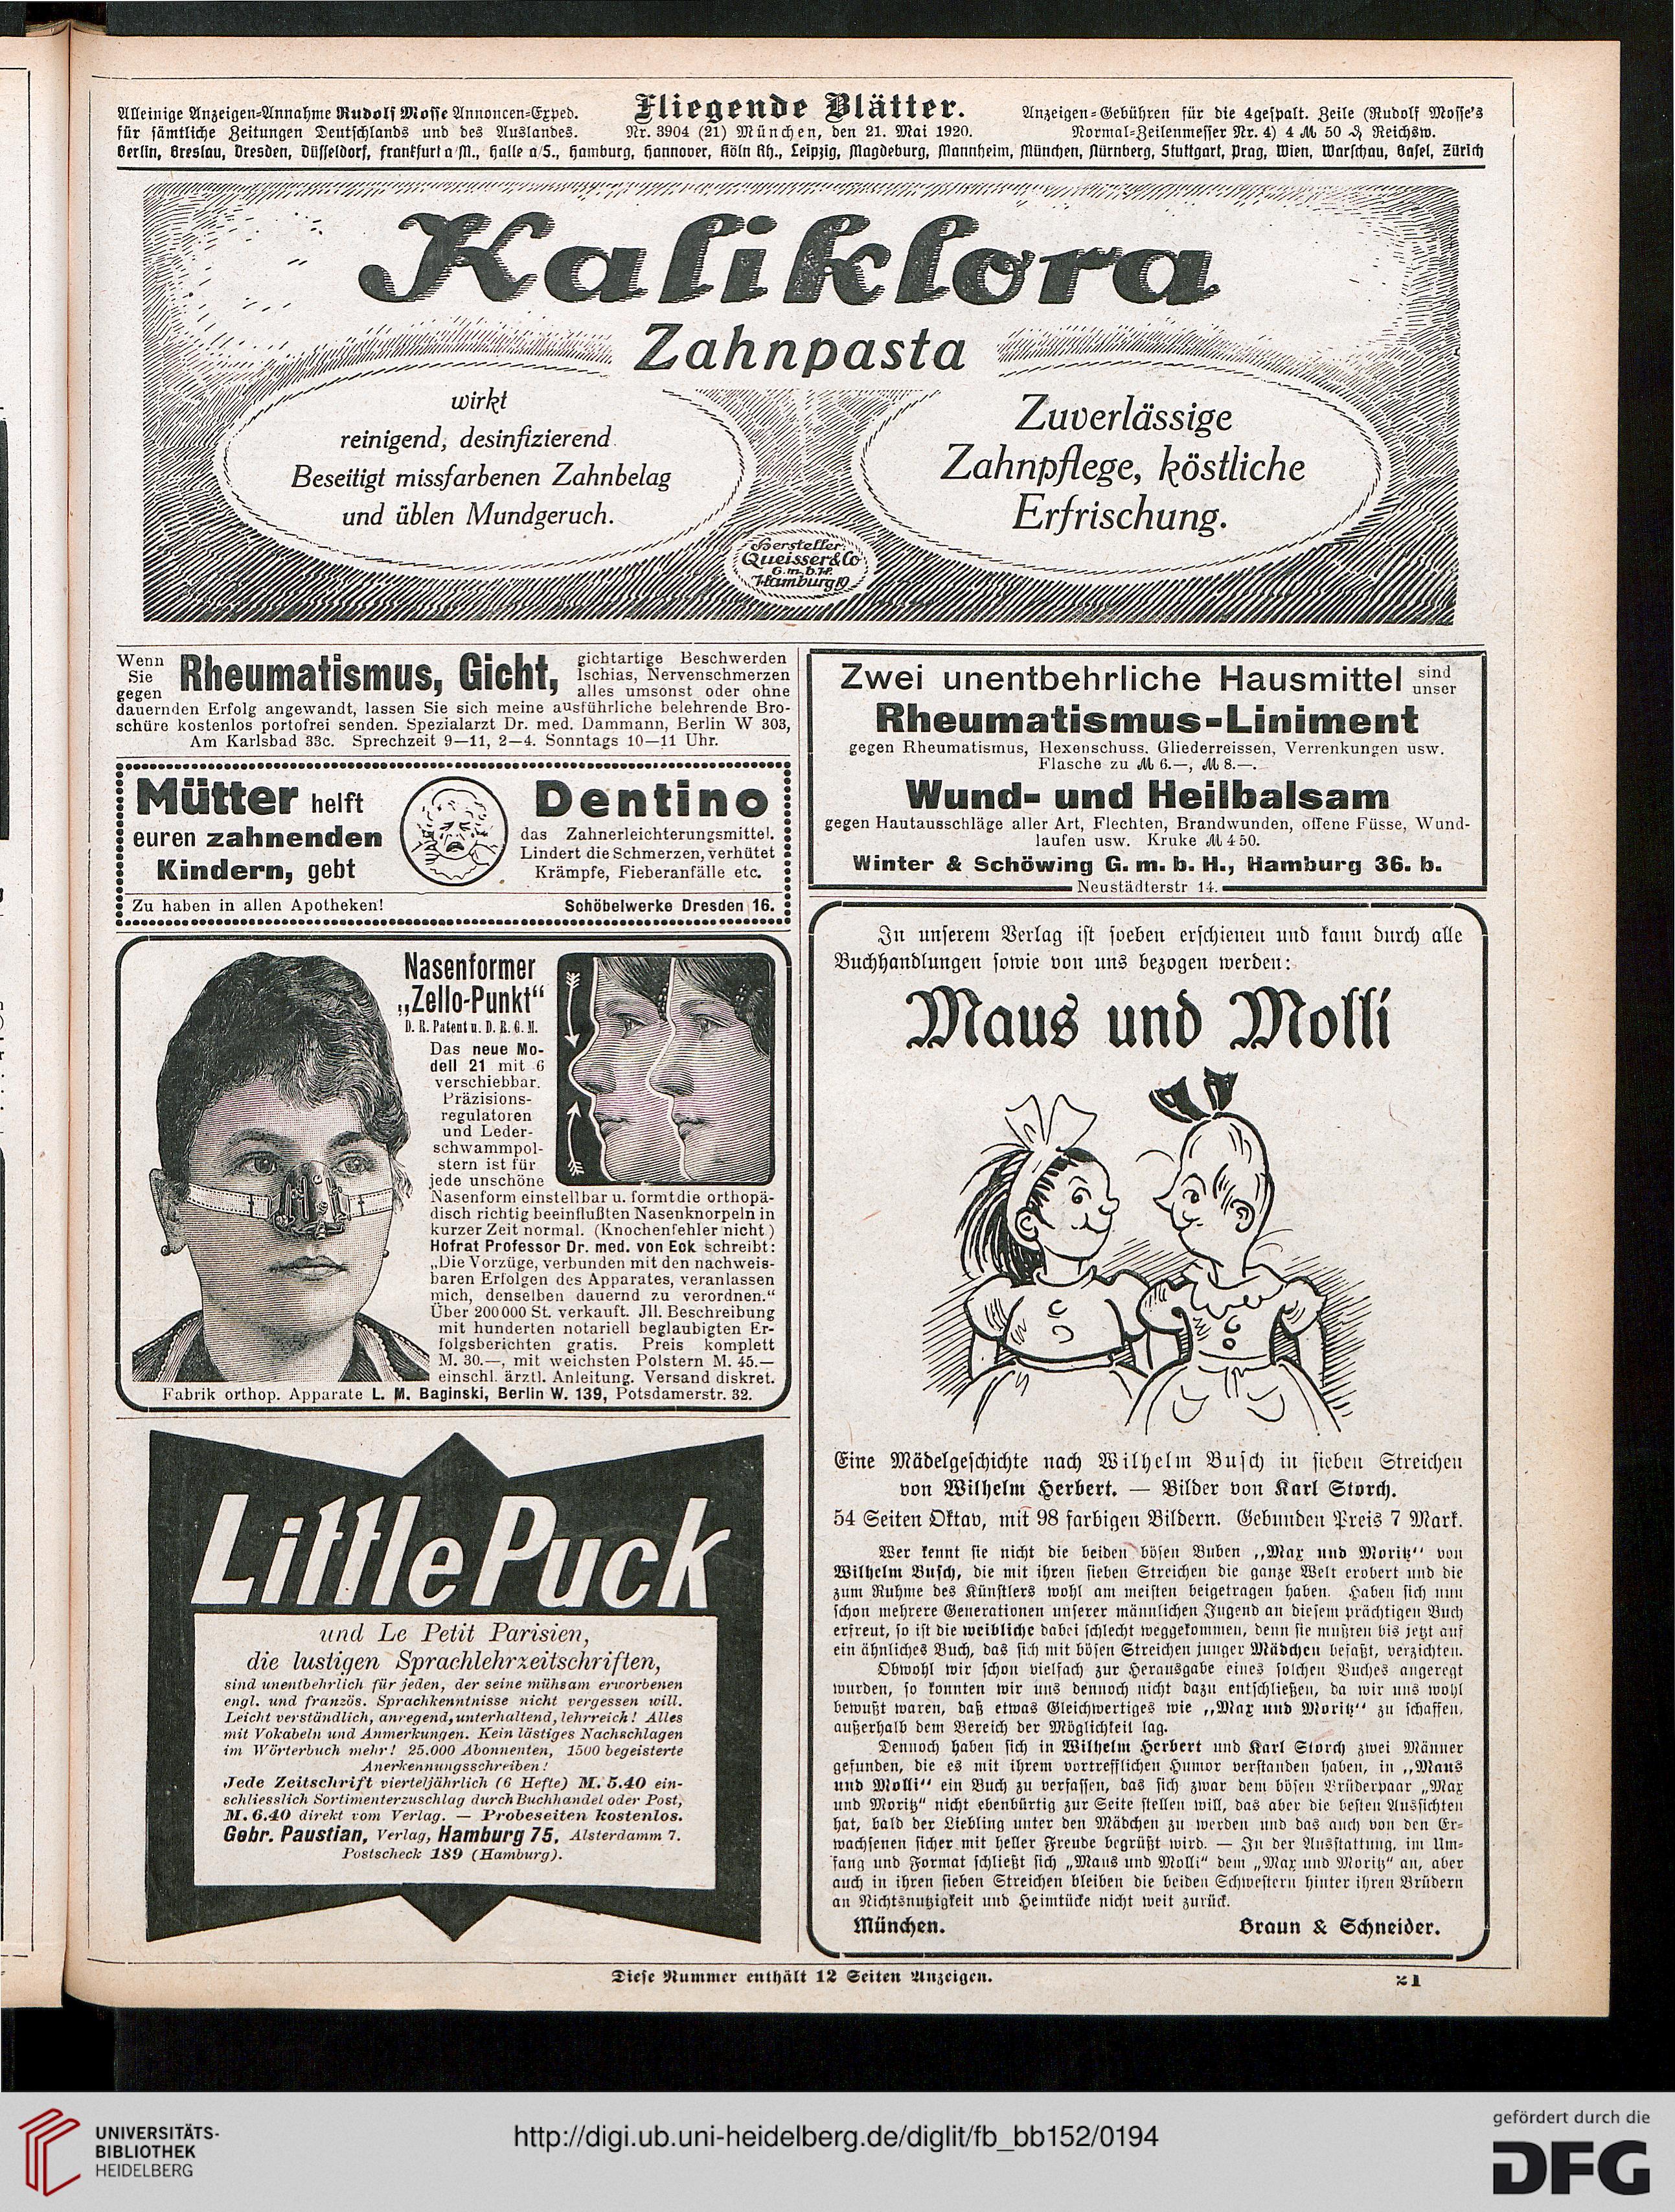 Alleinige Anzeigen-Annahme Rudolf Mosse Annoncen-Exped.
für sämtliche Zeitungen Deutschlands und des Auslandes.
Fliegende Blätter.
Nr. 3904 (21) München, den 21. Mai 1920.
Anzeigen-Gebühren für die 4gespalt. Zeile (Rudolf Mosse's
Normal-Zeilenmesser Nr. 4) 4 ℳ 50 ₰ Reichsw.
Berlin, Breslau, Dresden, Düsseldorf, Frankfurt a/M., Halle a/S., Hamburg, Hannover, Köln Rh., Leipzig, Magdeburg, Mannheim, München, Nürnberg, Stuttgart, Prag, Wien, Warschau, Basel, Zürich
Kaliklora
Zahnpasta
wirkt
reinigend, desinfizierend
Beseitigt missfarbenen Zahnbelag
und üblen Mundgeruch.
Zuverlässige
Zahnpflege, köstliche
Erfrischung.
Hersteller:
Queisser & Co
G.m.b.H.
Hamburg 19
Wenn
Sie
gegen
Rheumatismus, Gicht,
gichtartige Beschwerden
Ischias, Nervenschmerzen
alles umsonst oder ohne
dauernden Erfolg angewandt, lassen Sie sich meine ausführliche belehrende Bro-
schüre kostenlos portofrei senden. Spezialarzt Dr. med. Dammann, Berlin W 303,
Am Karlsbad 33c. Sprechzeit 9—11, 2—4. Sonntags 10—11 Uhr.
Mütter helft
euren zahnenden
Kindern, gebt
Dentino
das Zahnerleichterungsmittel.
Lindert die Schmerzen, verhütet
Krämpfe, Fieberanfälle etc.
Zu haben in allen Apotheken!
Schöbelwerke Dresden 16.
Nasenformer
„Zello-Punkt“
D. R. Patent u. D. R. G. M.
Das neue Mo-
dell 21 mit 6
verschiebbar.
Präzisions-
regulatoren
und Leder-
schwammpol-
stern ist für
jede unschöne
Nasenform einstellbar u. formt die orthopä-
disch richtig beeinflußten Nasenknorpeln in
kurzer Zeit normal. (Knochenfehler nicht.)
Hofrat Professor Dr. med. von Eck schreibt:
„Die Vorzüge, verbunden mit den nachweis-
baren Erfolgen des Apparates, veranlassen
mich, denselben dauernd zu verordnen.“
Über 200000 St. verkauft. Jll. Beschreibung
mit hunderten notariell beglaubigten Er-
folgsberichten gratis. Preis komplett
M. 30.—, mit weichsten Polstern M. 45.—
einschl. ärztl. Anleitung. Versand diskret.
Fabrik orthop. Apparate L. M. Baginski, Berlin W. 139, Potsdamerstr. 32.
Little Puck
und Le Petit Parisien,
die lustigen Sprachlehrzeitschriften,
sind unentbehrlich für jeden, der seine mühsam erworbenen
engl. und französ. Sprachkenntnisse nicht vergessen will.
Leicht verständlich, anregend, unterhaltend, lehrreich! Alles
mit Vokabeln und Anmerkungen. Kein lästiges Nachschlagen
im Wörterbuch mehr! 25.000 Abonnenten, 1500 begeisterte
Anerkennungsschreiben!
Jede Zeitschrift vierteljährlich (6 Hefte) M. 5.40 ein-
schliesslich Sortimenterzuschlag durch Buchhandel oder Post,
M. 6.40 direkt vom Verlag. — Probeseiten kostenlos.
Gebr. Paustian, Verlag, Hamburg 75, Alsterdamm 7.
Postscheck 189 (Hamburg).
Zwei unentbehrliche Hausmittel sind
unser
Rheumatismus-Liniment
gegen Rheumatismus, Hexenschuss, Gliederreissen, Verrenkungen usw.
Flasche zu ℳ 6.—, ℳ 8.—.
Wund- und Heilbalsam
gegen Hautausschläge aller Art, Flechten, Brandwunden, offene Füsse, Wund-
laufen usw. Kruke ℳ 4 50.
Winter & Schöwing G. m. b. H., Hamburg 36. b.
Neustädterstr 14.
In unserem Verlag ist soeben erschienen und kann durch alle
Buchhandlungen sowie von uns bezogen werden:
Maus und Molli
Eine Mädelgeschichte nach Wilhelm Busch in sieben Streichen
von Wilhelm Herbert. — Bilder von Karl Storch.
54 Seiten Oktav, mit 98 farbigen Bildern. Gebunden Preis 7 Mark.
Wer kennt sie nicht die beiden bösen Buben „Max und Moritz“ von
Wilhelm Busch, die mit ihren sieben Streichen die ganze Welt erobert und die
zum Ruhme des Künstlers wohl am meisten beigetragen haben. Haben sich nun
schon mehrere Generationen unserer männlichen Jugend an diesem prächtigen Buch
erfreut, so ist die weibliche dabei schlecht weggekommen, denn sie mußten bis jetzt auf
ein ähnliches Buch, das sich mit bösen Streichen junger Mädchen befaßt, verzichten.
Obwohl wir schon vielfach zur Herausgabe eines solchen Buches angeregt
wurden, so konnten wir uns dennoch nicht dazu entschließen, da wir uns wohl
bewußt waren, daß etwas Gleichwertiges wie „Max und Moritz“ zu schaffen,
außerhalb dem Bereich der Möglichkeit lag.
Dennoch haben sich in Wilhelm Herbert und Karl Storch zwei Männer
gefunden, die es mit ihrem vortrefflichen Humor verstanden haben, in „Maus
und Molli“ ein Buch zu verfassen, das sich zwar dem bösen Brüderpaar „Max
und Moritz“ nicht ebenbürtig zur Seite stellen will, das aber die besten Aussichten
hat, bald der Liebling unter den Mädchen zu werden und das auch von den Er-
wachsenen sicher mit heller Freude begrüßt wird. — In der Ausstattung, im Um-
fang und Format schließt sich „Maus und Molli“ dem „Max und Moritz“ an, aber
auch in ihren sieben Streichen bleiben die beiden Schwestern hinter ihren Brüdern
an Nichtsnutzigkeit und Heimtücke nicht weit zurück.
München. Braun & Schneider.
Diese Nummer enthält 12 Seiten Anzeigen.
21
UNIVERSITÄTS-
BIBLIOTHEK
HEIDELBERG
http://digi.ub.uni-heidelberg.de/diglit/fb_bb152/0194
gefördert durch die
DFG